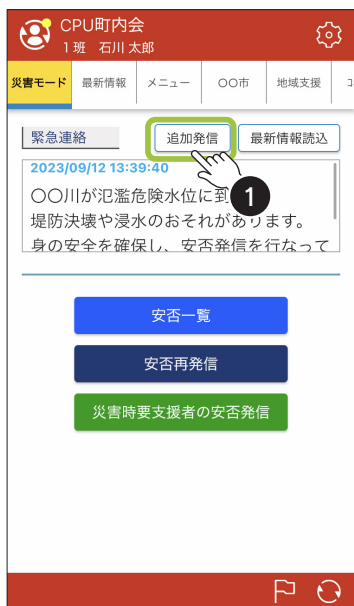 CPU町内会
1班 石川 太郎
災害モード 最新情報 メニュー 〇〇市 地域支援
緊急連絡 追加発信 最新情報読込
2023/09/12 13:39:40
〇〇川が氾濫危険水位に到
1
堤防決壊や浸水のおそれがあります。
身の安全を確保し、安否発信を行なって
安否一覧
安否再発信
災害時要支援者の安否発信